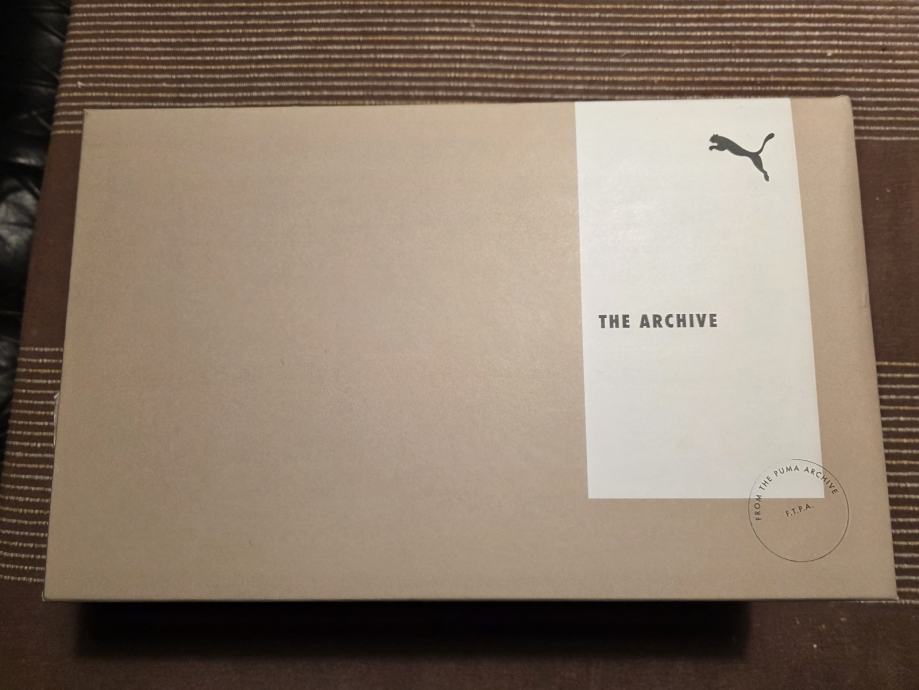 THE ARCHIVE
FROM THE PUMA ARCHIVE
F.T.P.A.